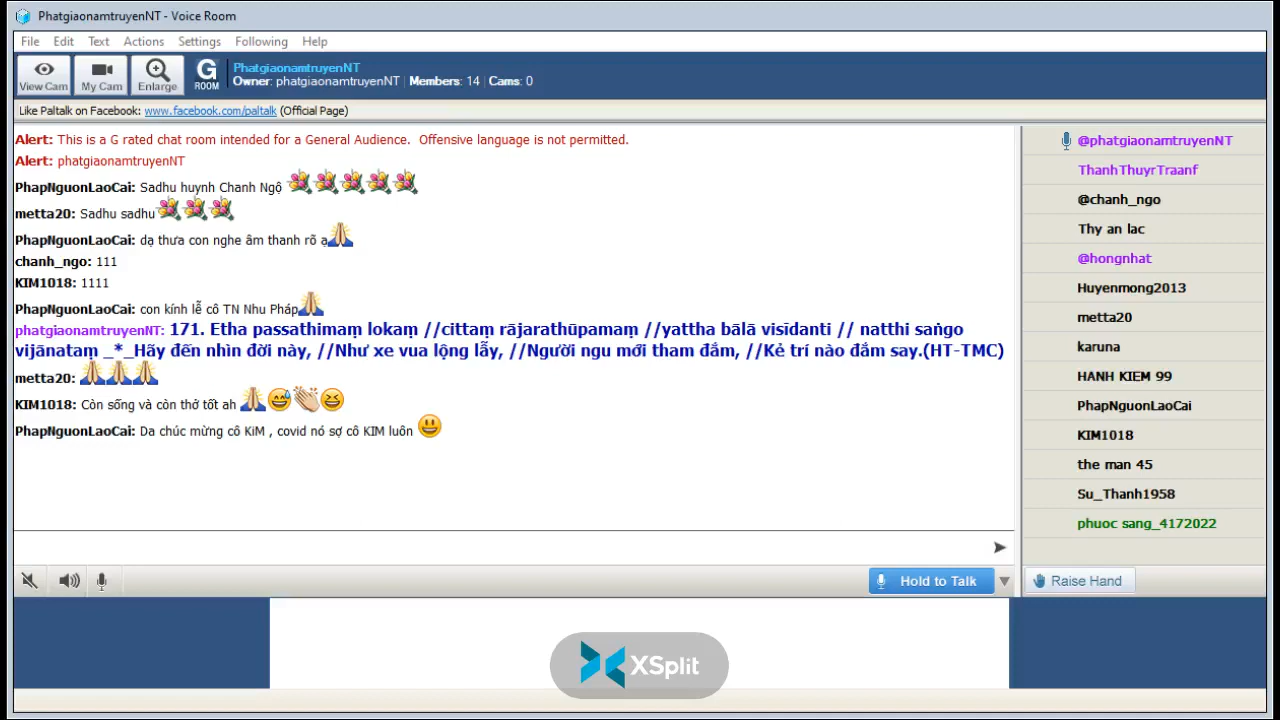 PhatgiaonamtruyenNT - Voice Room
File Edit Text Actions Settings Following Help
View Cam My Cam Enlarge G ROOM
PhatgiaonamtruyenNT
Owner: phatgiaonamtruyenNT | Members: 14 | Cams: 0
Like Paltalk on Facebook: www.facebook.com/paltalk (Official Page)
Alert: This is a G rated chat room intended for a General Audience. Offensive language is not permitted.
Alert: phatgiaonamtruyenNT
PhapNguonLaoCai: Sadhu huynh Chanh Ngộ
metta20: Sadhu sadhu
PhapNguonLaoCai: dạ thưa con nghe âm thanh rõ ạ
chanh_ngo: 111
KIM1018: 1111
PhapNguonLaoCai: con kính lễ cô TN Nhu Pháp
phatgiaonamtruyenNT: 171. Etha passathimaṃ lokaṃ //cittaṃ rājarathūpamaṃ //yattha bālā visīdanti // natthi saṅgo
vijānataṃ _*_Hãy đến nhìn đời này, //Như xe vua lộng lẫy, //Người ngu mới tham đắm, //Kẻ trí nào đắm say.(HT-TMC)
metta20:
KIM1018: Còn sống và còn thở tốt ah
PhapNguonLaoCai: Da chúc mừng cô KiM , covid nó sợ cô KIM luôn
@phatgiaonamtruyenNT
ThanhThuyrTraanf
@chanh_ngo
Thy an lac
@hongnhat
Huyenmong2013
metta20
karuna
HANH KIEM 99
PhapNguonLaoCai
KIM1018
the man 45
Su_Thanh1958
phuoc sang_4172022
Hold to Talk
Raise Hand
XSplit